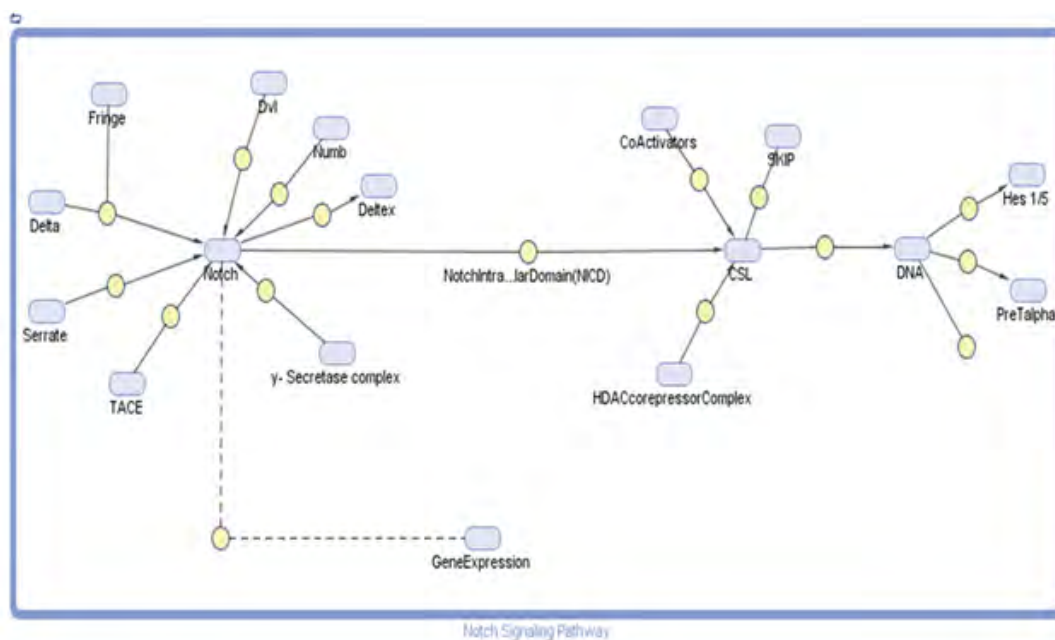 Fringe
Dvl
Numb
CoActivators
SKIP
Delta
Deltex
Hes 1/5
Notch
NotchIntra...larDomain(NICD)
CSL
DNA
Serrate
PreTalpha
TACE
γ- Secretase complex
HDACcorepressorComplex
GeneExpression
Notch Signaling Pathway